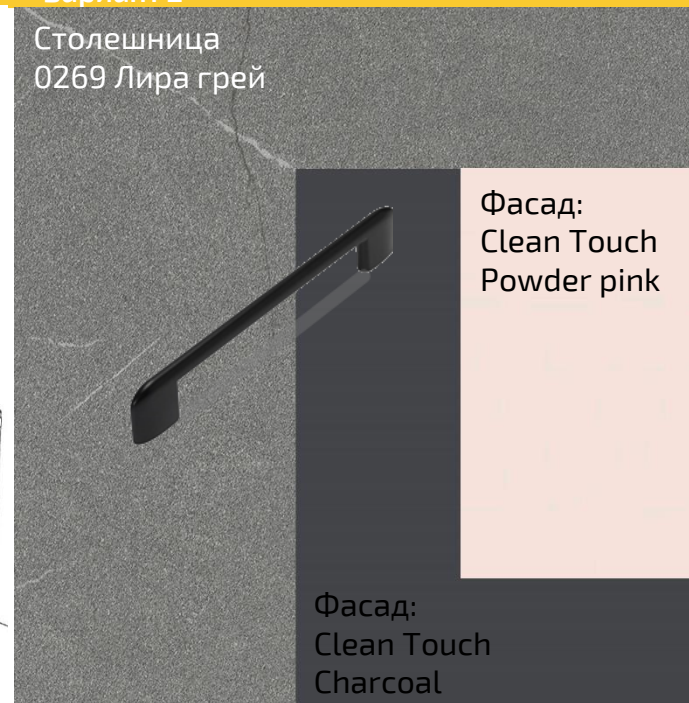 Столешница
0269 Лира грей
Фасад:
Clean Touch
Powder pink
Фасад:
Clean Touch
Charcoal